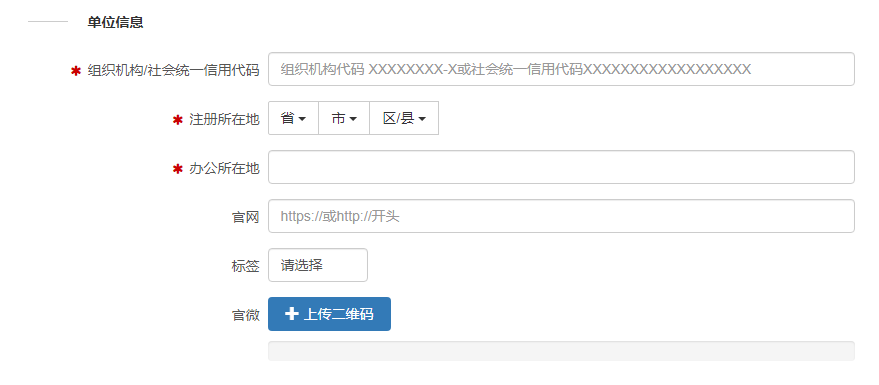 单位信息
✱ 组织机构/社会统一信用代码 组织机构代码 XXXXXXXX-X或社会统一信用代码XXXXXXXXXXXXXXXXXX
✱ 注册所在地 省 市 区/县
✱ 办公所在地
官网 https://或http://开头
标签 请选择
官微 上传二维码